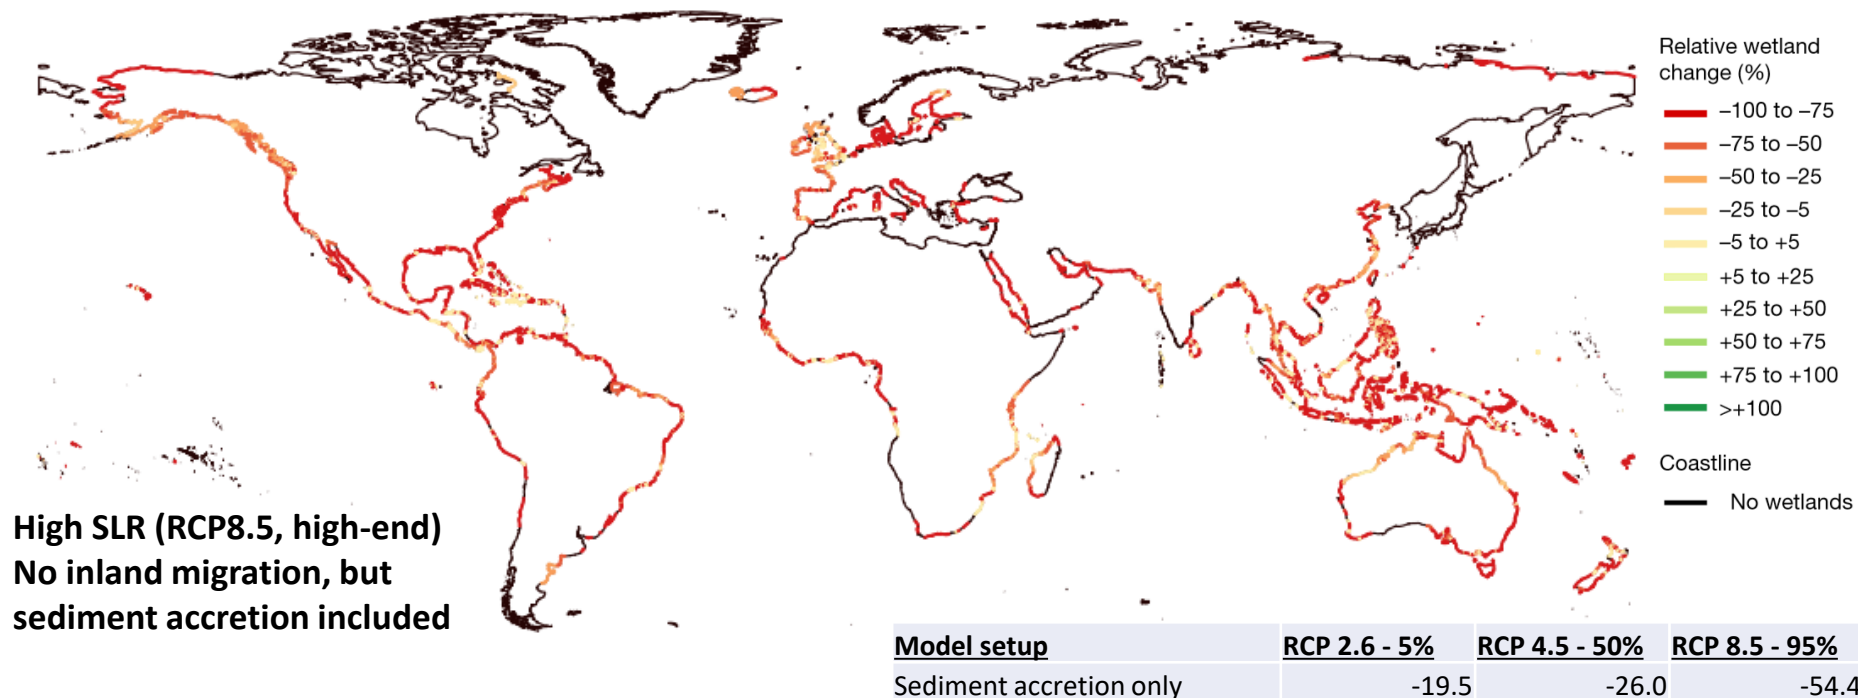 Relative wetland
change (%)
−100 to −75
−75 to −50
−50 to −25
−25 to −5
−5 to +5
+5 to +25
+25 to +50
+50 to +75
+75 to +100
>+100
Coastline
No wetlands
High SLR (RCP8.5, high-end)
No inland migration, but
sediment accretion included
Model setup RCP 2.6 - 5% RCP 4.5 - 50% RCP 8.5 - 95%
Sediment accretion only -19.5 -26.0 -54.4